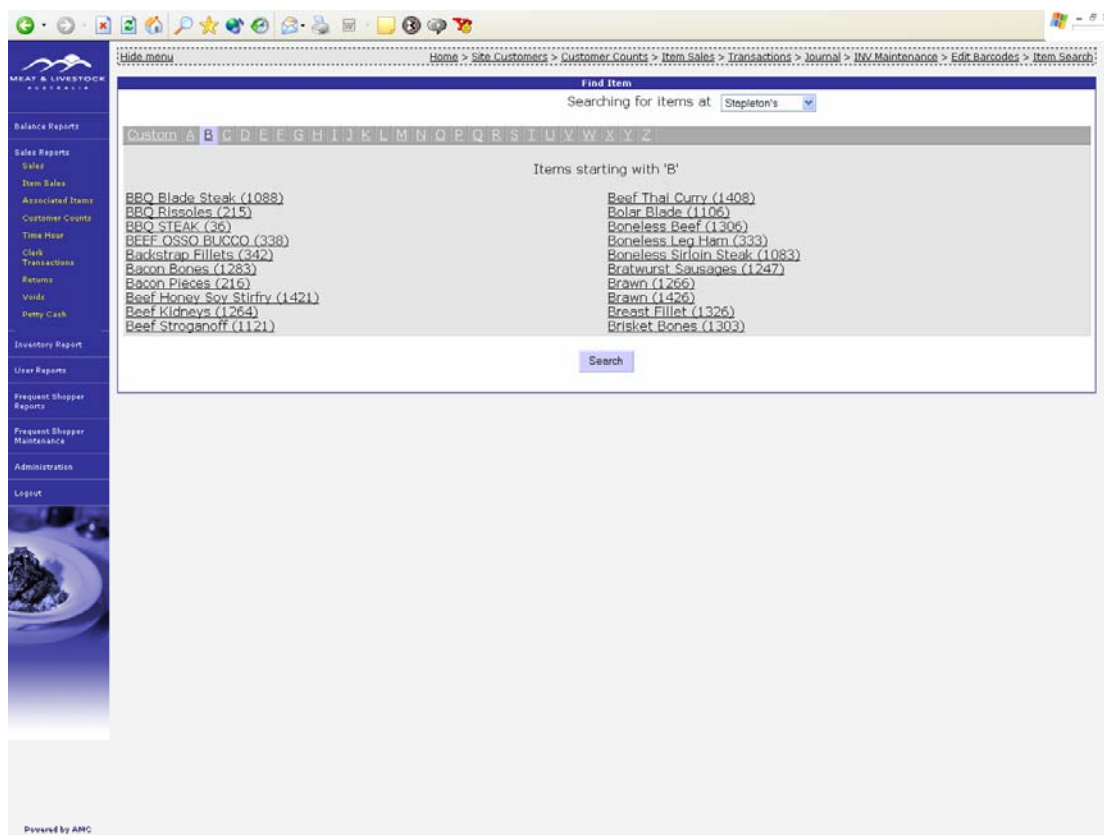 Hide menu
Home > Site Customers > Customer Counts > Item Sales > Transactions > Journal > INV Maintenance > Edit Barcodes > Item Search
MEAT & LIVESTOCK
AUSTRALIA
Balance Reports
Sales Reports
Sales
Item Sales
Associated Items
Customer Counts
Time Hour
Clerk
Transactions
Returns
Voids
Petty Cash
Inventory Report
User Reports
Frequent Shopper
Reports
Frequent Shopper
Maintenance
Administration
Logout
Powered by AMC
Find Item
Searching for items at Stapleton's
Custom A B C D E F G H I J K L M N O P Q R S T U V W X Y Z
Items starting with 'B'
BBQ Blade Steak (1088)
BBQ Rissoles (215)
BBQ STEAK (36)
BEEF OSSO BUCCO (338)
Backstrap Fillets (342)
Bacon Bones (1283)
Bacon Pieces (216)
Beef Honey Soy Stirfry (1421)
Beef Kidneys (1264)
Beef Stroganoff (1121)
Beef Thai Curry (1408)
Bolar Blade (1106)
Boneless Beef (1306)
Boneless Leg Ham (333)
Boneless Sirloin Steak (1083)
Bratwurst Sausages (1247)
Brawn (1266)
Brawn (1426)
Breast Fillet (1326)
Brisket Bones (1303)
Search